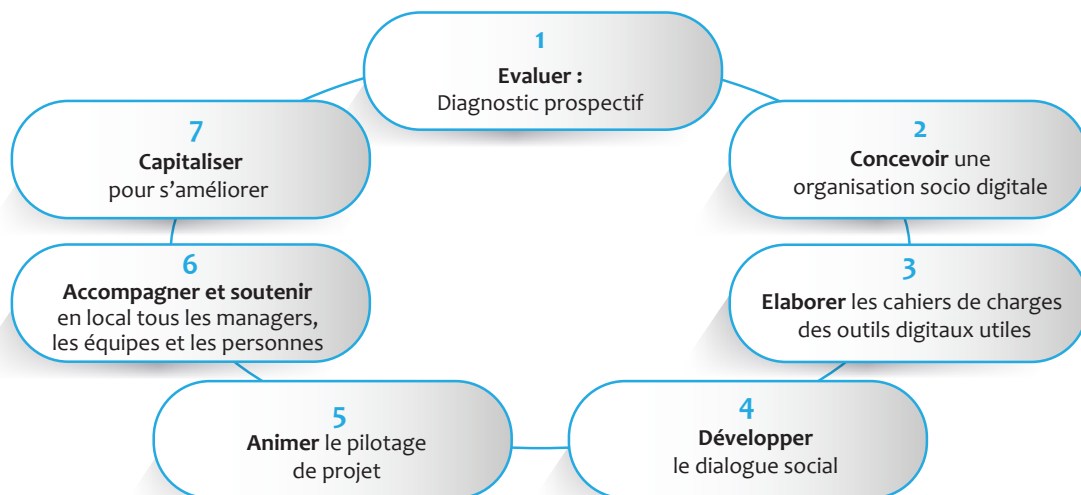 1
Evaluer :
Diagnostic prospectif
2
Concevoir une
organisation socio digitale
3
Elaborer les cahiers de charges
des outils digitaux utiles
4
Développer
le dialogue social
5
Animer le pilotage
de projet
6
Accompagner et soutenir
en local tous les managers,
les équipes et les personnes
7
Capitaliser
pour s’améliorer